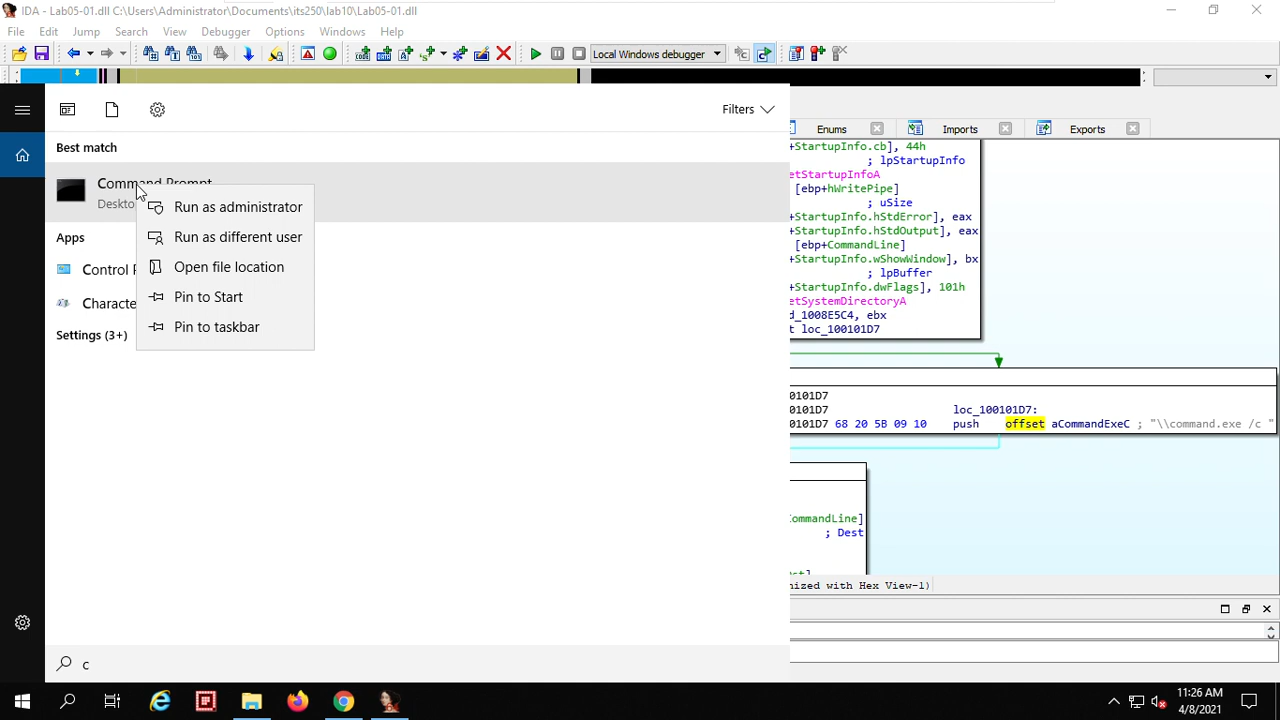 IDA - Lab05-01.dll C:\Users\Administrator\Documents\its250\lab10\Lab05-01.dll
File Edit Jump Search View Debugger Options Windows Help
Local Windows debugger
Filters
Enums Imports Exports
Best match
Command Prompt
Deskto
Run as administrator
Run as different user
Open file location
Pin to Start
Pin to taskbar
Apps
Control P
Characte
Settings (3+)
+StartupInfo.cb], 44h
; lpStartupInfo
etStartupInfoA
[ebp+hWritePipe]
; uSize
+StartupInfo.hStdError], eax
+StartupInfo.hStdOutput], eax
[ebp+CommandLine]
+StartupInfo.wShowWindow], bx
; lpBuffer
+StartupInfo.dwFlags], 101h
etSystemDirectoryA
d_1008E5C4, ebx
t loc_100101D7
0101D7
0101D7 loc_100101D7:
0101D7 68 20 5B 09 10 push offset aCommandExeC ; "\\command.exe /c "
CommandLine]
; Dest
nized with Hex View-1)
c
11:26 AM
4/8/2021